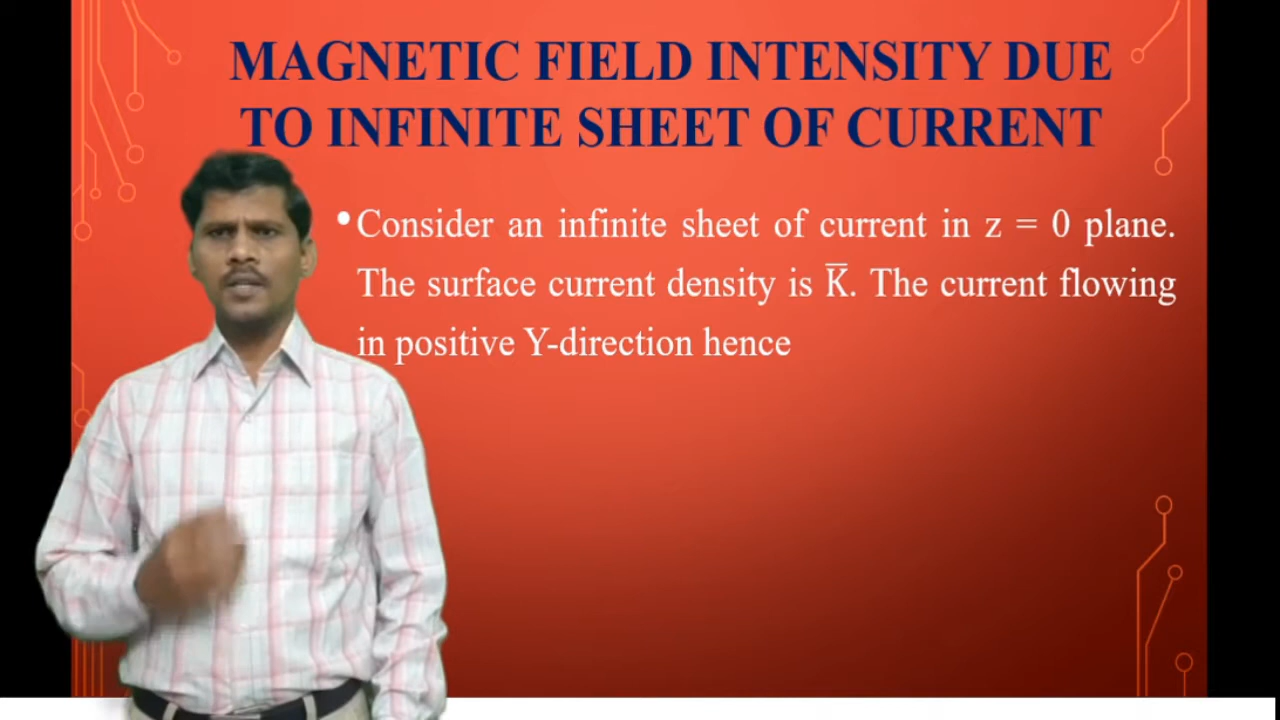 MAGNETIC FIELD INTENSITY DUE
TO INFINITE SHEET OF CURRENT
•Consider an infinite sheet of current in z = 0 plane.
The surface current density is K̅. The current flowing
in positive Y-direction hence